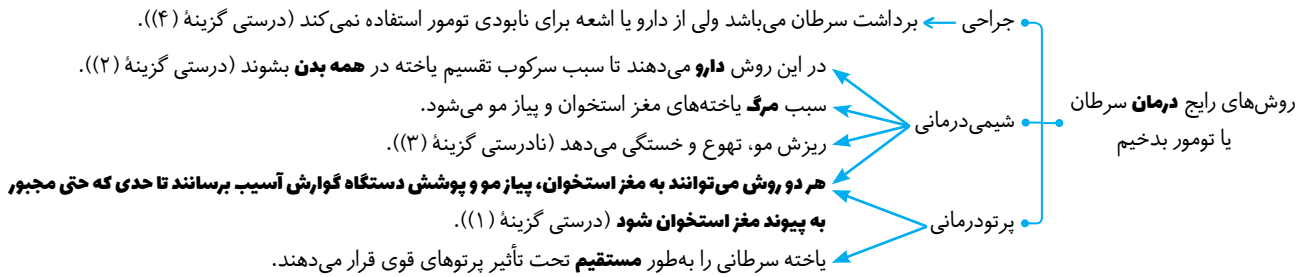 روش‌های رایج درمان سرطان
یا تومور بدخیم
جراحی
برداشت سرطان می‌باشد ولی از دارو یا اشعه برای نابودی تومور استفاده نمی‌کند (درستی گزینهٔ (۴)).
شیمی‌درمانی
در این روش دارو می‌دهند تا سبب سرکوب تقسیم یاخته در همه بدن بشوند (درستی گزینهٔ (۲)).
سبب مرگ یاخته‌های مغز استخوان و پیاز مو می‌شود.
ریزش مو، تهوع و خستگی می‌دهد (نادرستی گزینهٔ (۳)).
هر دو روش می‌توانند به مغز استخوان، پیاز مو و پوشش دستگاه گوارش آسیب برسانند تا حدی که حتی مجبور
به پیوند مغز استخوان شود (درستی گزینهٔ (۱)).
پرتودرمانی
یاخته سرطانی را به‌طور مستقیم تحت تأثیر پرتوهای قوی قرار می‌دهند.